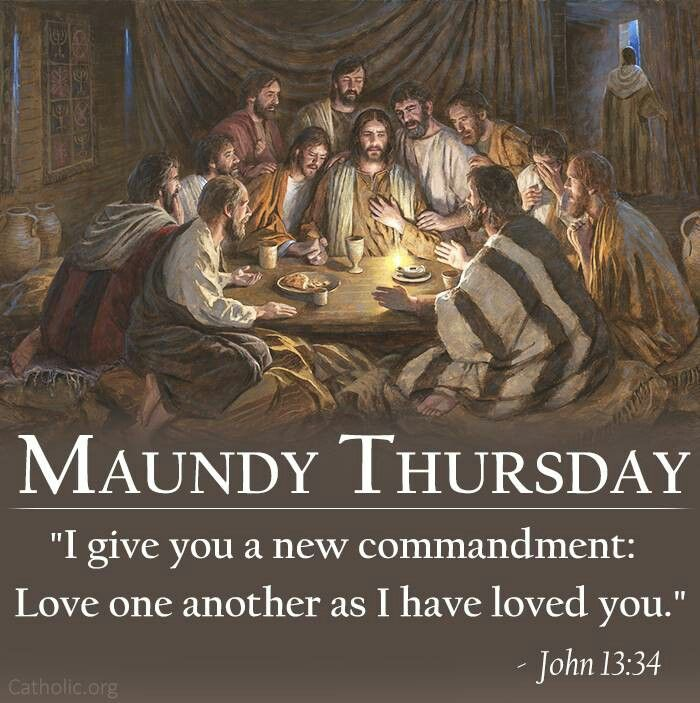 MAUNDY THURSDAY
"I give you a new commandment:
Love one another as I have loved you."
- John 13:34
Catholic.org